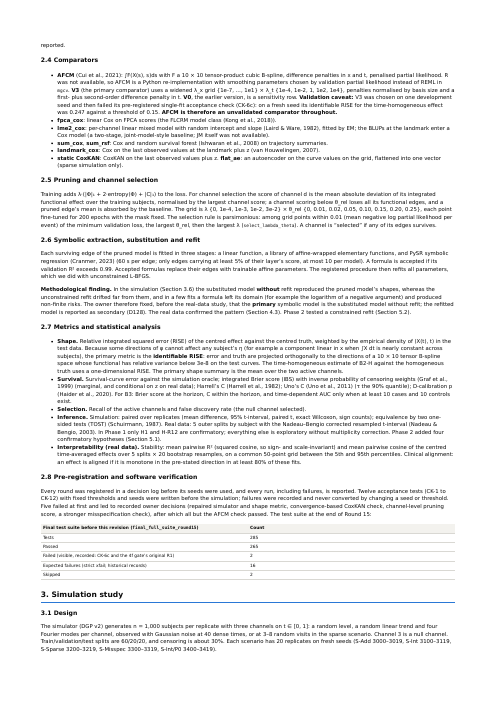 reported.
2.4 Comparators
• AFCM (Cui et al., 2021): ∫F(X(s), s)ds with F a 10 × 10 tensor-product cubic B-spline, difference penalties in x and t, penalised partial likelihood. R
was not available, so AFCM is a Python re-implementation with smoothing parameters chosen by validation partial likelihood instead of REML in
mgcv. V3 (the primary comparator) uses a widened λ_x grid {1e-7, ..., 1e1} × λ_t {1e-4, 1e-2, 1, 1e2, 1e4}, penalties normalised by basis size and a
first- plus second-order difference penalty in t. V0, the earlier version, is a sensitivity row. Validation caveat: V3 was chosen on one development
seed and then failed its pre-registered single-feature acceptance check (CK-6c): on a fresh seed its identifiable RISE for the time-homogeneous effect
was 0.247 against a threshold of 0.15. AFCM is therefore an unvalidated comparator throughout.
• fpca_cox: linear Cox on FPCA scores (the FLCRM model class (Kong et al., 2018)).
• lme2_cox: per-channel linear mixed model with random intercept and slope (Laird & Ware, 1982), fitted by EM; the BLUPs at the landmark enter a
Cox model (a two-stage, joint-model-style baseline; JM itself was not available).
• sum_cox, sum_rsf: Cox and random survival forest (Ishwaran et al., 2008) on trajectory summaries.
• landmark_cox: Cox on the last observed values at the landmark (van Houwelingen, 2007).
• static CoxKAN: CoxKAN on the last observed values plus z. flat_ae: an autoencoder on the curve values on the grid, flattened into one vector
(sparse simulation only).
2.5 Pruning and channel selection
Training adds λ·(|Φ|₁ + 2·entropy(Φ) + |C|₁) to the loss. For channel selection the score of channel d is the mean absolute deviation of its integrated
functional effect over the training subjects, normalised by the largest channel score; a channel scoring below θ_rel loses all its functional edges, and a
pruned edge's mean is absorbed by the baseline. The grid is λ {0, 1e-4, 1e-3, 1e-2, 3e-2} × θ_rel {0, 0.01, 0.02, 0.05, 0.10, 0.15, 0.20, 0.25}, each point
fine-tuned for 200 epochs with the mask fixed. The selection rule is parsimonious: among grid points within 0.01 (mean negative log partial likelihood per
event) of the minimum validation loss, the largest θ_rel, then the largest λ (select_lambda_theta). A channel is "selected" if any of its edges survives.
2.6 Symbolic extraction, substitution and refit
Each surviving edge of the pruned model is fitted in three stages: a linear function, a library of affine-wrapped elementary functions, and PySR symbolic
regression (Cranmer, 2023) (60 s per edge; only edges carrying at least 5% of their layer's score, at most 10 per model). A formula is accepted if its
validation R² exceeds 0.99. Accepted formulas replace their edges with trainable affine parameters. The registered procedure then refits all parameters,
which we did with unconstrained L-BFGS.
Methodological finding. In the simulation (Section 3.6) the substituted model without refit reproduced the pruned model's shapes, whereas the
unconstrained refit drifted far from them, and in a few fits a formula left its domain (for example the logarithm of a negative argument) and produced
non-finite risks. The owner therefore fixed, before the real-data study, that the primary symbolic model is the substituted model without refit; the refitted
model is reported as secondary (D128). The real data confirmed the pattern (Section 4.3). Phase 2 tested a constrained refit (Section 5.2).
2.7 Metrics and statistical analysis
• Shape. Relative integrated squared error (RISE) of the centred effect against the centred truth, weighted by the empirical density of (X(t), t) in the
test data. Because some directions of g cannot affect any subject's η (for example a component linear in x when ∫X dt is nearly constant across
subjects), the primary metric is the identifiable RISE: error and truth are projected orthogonally to the directions of a 10 × 10 tensor B-spline
space whose functional has relative variance below 3e-8 on the test curves. The time-homogeneous estimate of B2-H against the homogeneous
truth uses a one-dimensional RISE. The primary shape summary is the mean over the two active channels.
• Survival. Survival-curve error against the simulation oracle; integrated Brier score (IBS) with inverse probability of censoring weights (Graf et al.,
1999) (marginal, and conditional on z on real data); Harrell's C (Harrell et al., 1982); Uno's C (Uno et al., 2011) (τ the 90% quantile); D-calibration p
(Haider et al., 2020). For B3: Brier score at the horizon, C within the horizon, and time-dependent AUC only when at least 10 cases and 10 controls
exist.
• Selection. Recall of the active channels and false discovery rate (the null channel selected).
• Inference. Simulation: paired over replicates (mean difference, 95% t-interval, paired t, exact Wilcoxon, sign counts); equivalence by two one-
sided tests (TOST) (Schuirmann, 1987). Real data: 5 outer splits by subject with the Nadeau-Bengio corrected resampled t-interval (Nadeau &
Bengio, 2003). In Phase 1 only H1 and H-R12 are confirmatory; everything else is exploratory without multiplicity correction. Phase 2 added four
confirmatory hypotheses (Section 5.1).
• Interpretability (real data). Stability: mean pairwise R² (squared cosine, so sign- and scale-invariant) and mean pairwise cosine of the centred
time-averaged effects over 5 splits × 20 bootstrap resamples, on a common 50-point grid between the 5th and 95th percentiles. Clinical alignment:
an effect is aligned if it is monotone in the pre-stated direction in at least 80% of these fits.
2.8 Pre-registration and software verification
Every round was registered in a decision log before its seeds were used, and every run, including failures, is reported. Twelve acceptance tests (CK-1 to
CK-12) with fixed thresholds and seeds were written before the simulation; failures were recorded and never converted by changing a seed or threshold.
Five failed at first and led to recorded owner decisions (repaired simulator and shape metric, convergence-based CoxKAN check, channel-level pruning
score, a stronger misspecification check), after which all but the AFCM check passed. The test suite at the end of Round 15:
Final test suite before this revision (final_full_suite_round15) Count
Tests 285
Passed 265
Failed (visible, recorded: CK-6c and the 4f gate's original R1) 2
Expected failures (strict xfail; historical records) 16
Skipped 2
3. Simulation study
3.1 Design
The simulator (DGP v2) generates n = 1,000 subjects per replicate with three channels on t ∈ [0, 1]: a random level, a random linear trend and four
Fourier modes per channel, observed with Gaussian noise at 40 dense times, or at 3–8 random visits in the sparse scenario. Channel 3 is a null channel.
Train/validation/test splits are 60/20/20, and censoring is about 30%. Each scenario has 20 replicates on fresh seeds (S-Add 3000–3019, S-Int 3100–3119,
S-Sparse 3200–3219, S-Misspec 3300–3319, S-Int/P0 3400–3419).